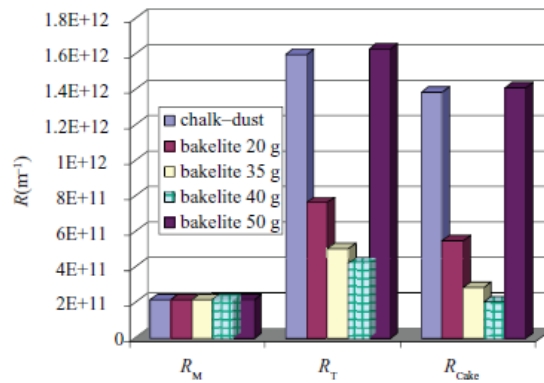 1.8E+12
1.6E+12
1.4E+12
1.2E+12
1E+12
8E+11
6E+11
4E+11
2E+11
0
R(m⁻¹)
chalk–dust
bakelite 20 g
bakelite 35 g
bakelite 40 g
bakelite 50 g
R_M R_T R_Cake